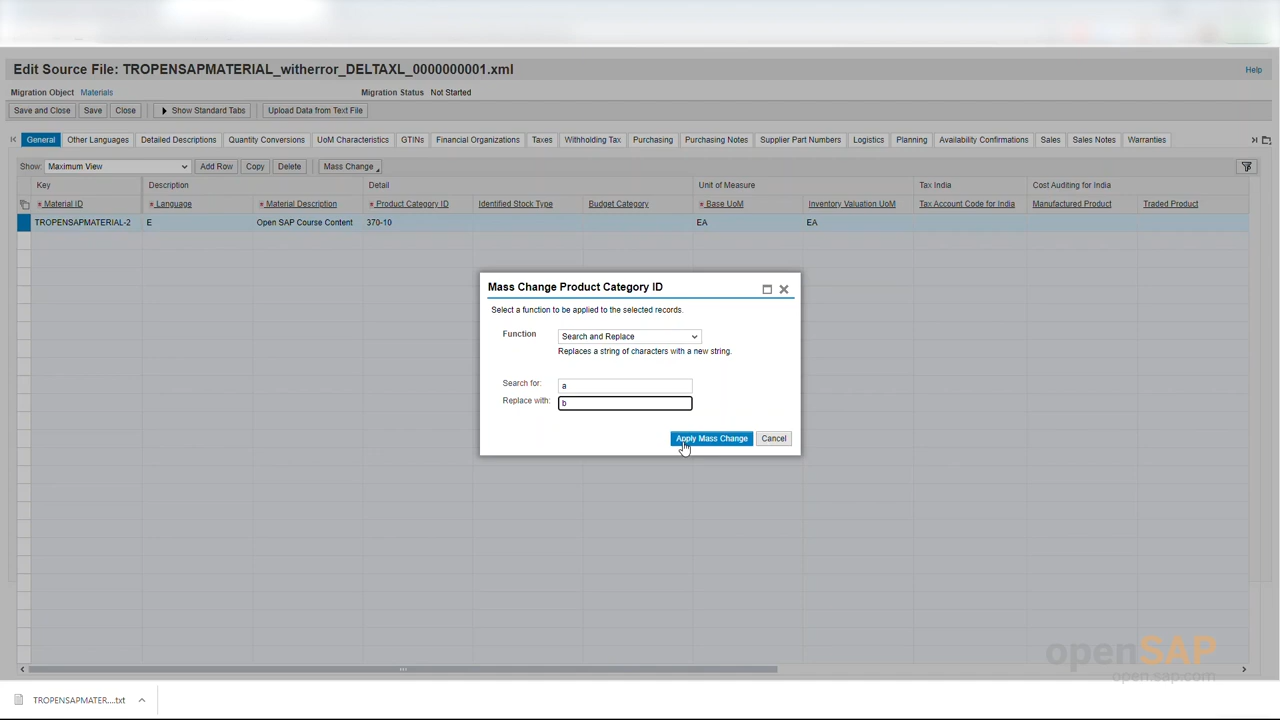 Edit Source File: TROPENSAPMATERIAL_witherror_DELTAXL_0000000001.xml
Help
Migration Object Materials Migration Status Not Started
Save and Close Save Close Show Standard Tabs Upload Data from Text File
General Other Languages Detailed Descriptions Quantity Conversions UoM Characteristics GTINs Financial Organizations Taxes Withholding Tax Purchasing Purchasing Notes Supplier Part Numbers Logistics Planning Availability Confirmations Sales Sales Notes Warranties
Show: Maximum View Add Row Copy Delete Mass Change
Key Description Detail Unit of Measure Tax India Cost Auditing for India
* Material ID * Language * Material Description * Product Category ID Identified Stock Type Budget Category * Base UoM Inventory Valuation UoM Tax Account Code for India Manufactured Product Traded Product
TROPENSAPMATERIAL-2 E Open SAP Course Content 370-10 EA EA
Mass Change Product Category ID
Select a function to be applied to the selected records.
Function Search and Replace
Replaces a string of characters with a new string.
Search for: a
Replace with: b
Apply Mass Change Cancel
openSAP
open.sap.com
TROPENSAPMATER....txt